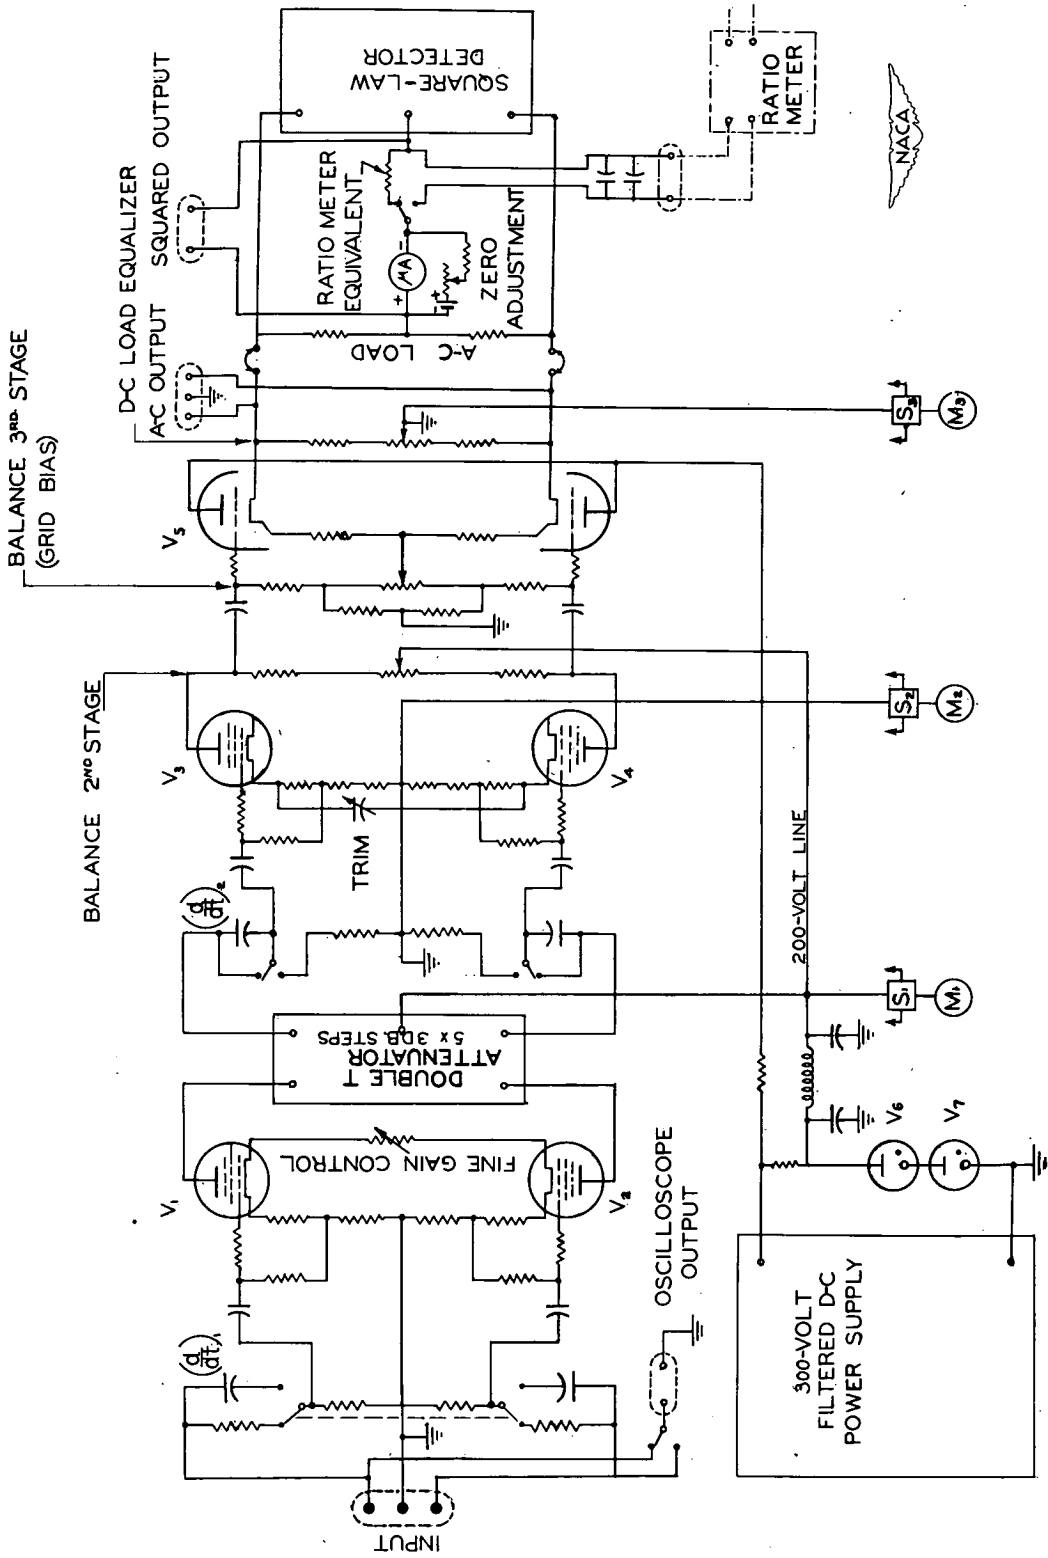 BALANCE 3RD STAGE
(GRID BIAS)
BALANCE 2ND STAGE
D-C LOAD EQUALIZER
A-C OUTPUT
SQUARED OUTPUT
INPUT
(d/dt)1
V1
V2
FINE GAIN CONTROL
OSCILLOSCOPE
OUTPUT
DOUBLE T
ATTENUATOR
5 x 3DB. STEPS
(d/dt)2
TRIM
V3
V4
V5
A-C LOAD
RATIO METER
EQUIVALENT
+
μA
-
- +
ZERO
ADJUSTMENT
SQUARE-LAW
DETECTOR
RATIO
METER
NACA
300-VOLT
FILTERED D-C
POWER SUPPLY
V6
V7
200-VOLT LINE
S1
M1
S2
M2
S3
M3